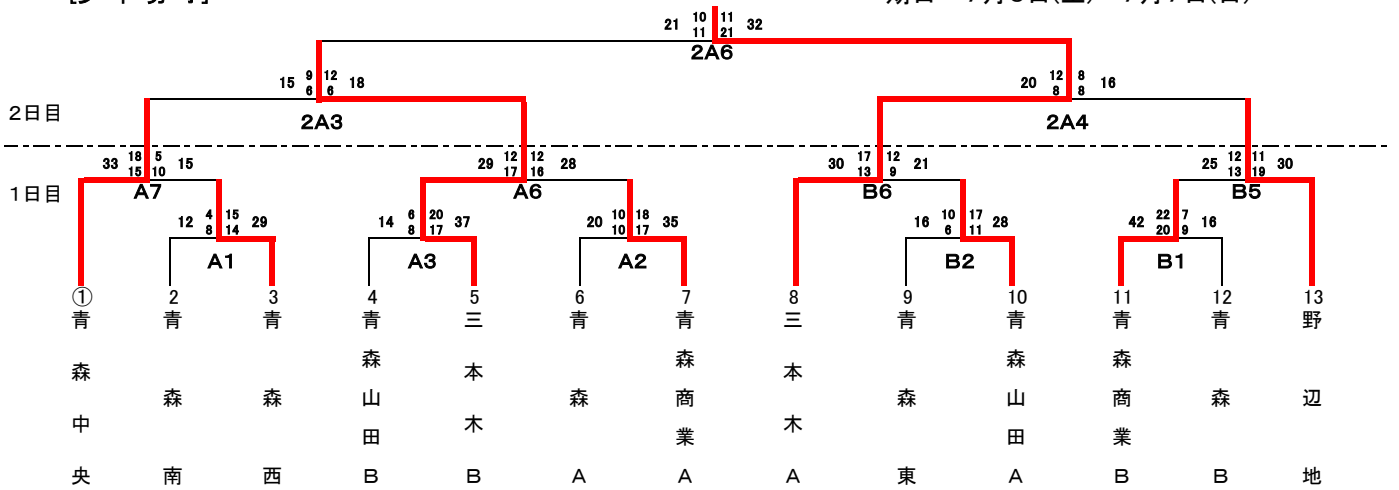 21 10 11 32
11 21
2A6
15 9 12 18
6 6
20 12 8 16
8 8
2日目
2A3
2A4
33 18 5 15
15 10
29 12 12 28
17 16
30 17 12 21
13 9
25 12 11 30
13 19
1日目
A7
A6
B6
B5
12 4 15 29
8 14
14 6 20 37
8 17
20 10 18 35
10 17
16 10 17 28
6 11
42 22 7 16
20 9
A1
A3
A2
B2
B1
① 2 3 4 5 6 7 8 9 10 11 12 13
青森中央
青森南
青森西
青森山田B
三本木B
青森A
青森商業A
三本木A
青森東
青森山田A
青森商業B
青森B
野辺地